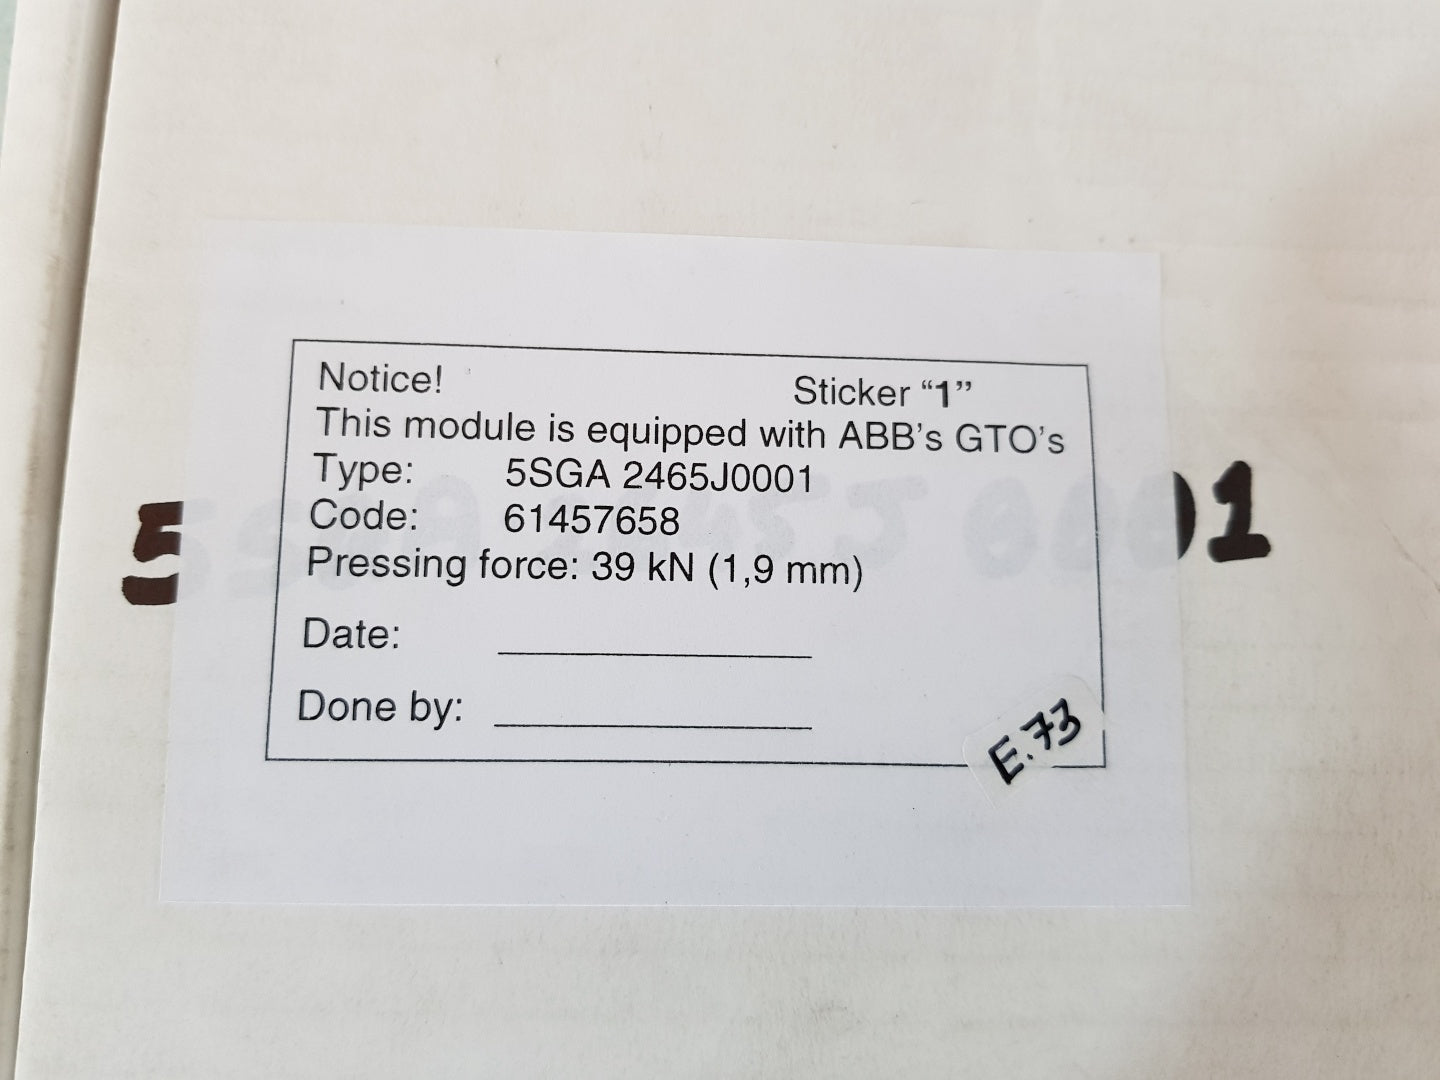 Notice! Sticker “1”
This module is equipped with ABB’s GTO’s
Type: 5SGA 2465J0001
Code: 61457658
Pressing force: 39 kN (1,9 mm)
Date:
Done by:
E.73
5
01